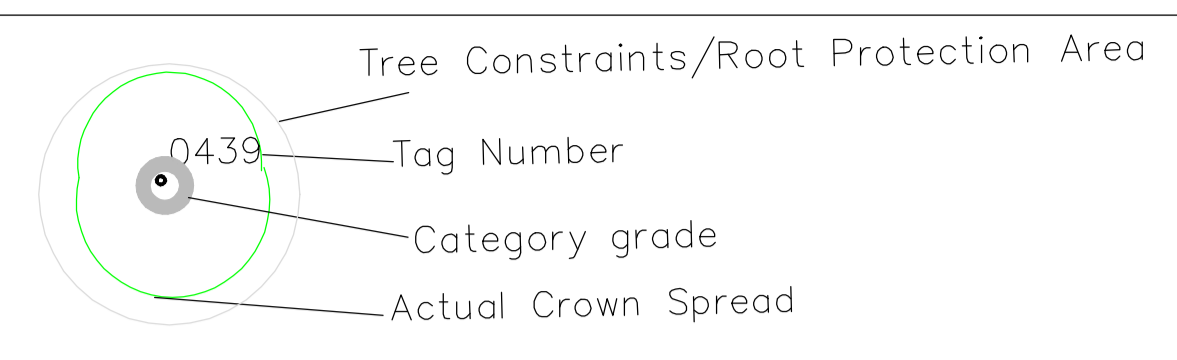 Tree Constraints/Root Protection Area
0439
Tag Number
Category grade
Actual Crown Spread